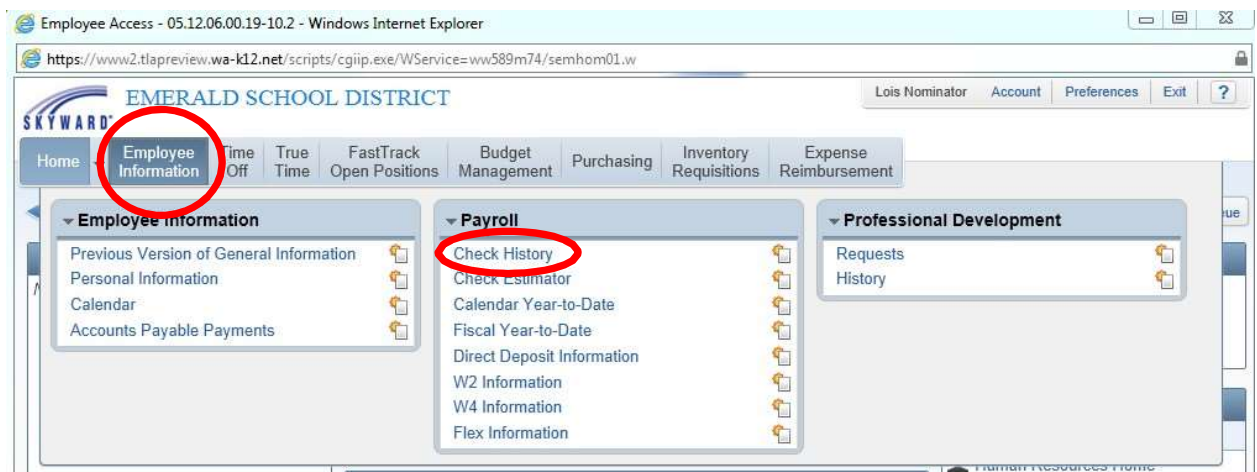 Employee Access - 05.12.06.00.19-10.2 - Windows Internet Explorer
https://www2.tlapreview.wa-k12.net/scripts/cgiip.exe/WService=ww589m74/semhom01.w
SKYWARD® EMERALD SCHOOL DISTRICT
Lois Nominator Account Preferences Exit ?
Home
Employee Information
Time Off
True Time
FastTrack Open Positions
Budget Management
Purchasing
Inventory Requisitions
Expense Reimbursement
Employee Information
Previous Version of General Information
Personal Information
Calendar
Accounts Payable Payments
Payroll
Check History
Check Estimator
Calendar Year-to-Date
Fiscal Year-to-Date
Direct Deposit Information
W2 Information
W4 Information
Flex Information
Professional Development
Requests
History
ue
Human Resources Home